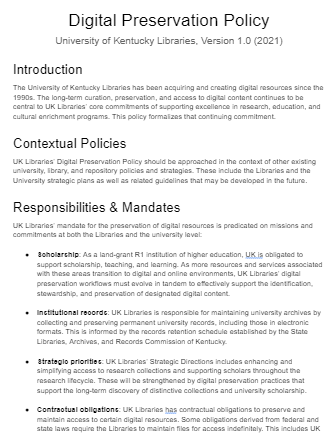 Digital Preservation Policy
University of Kentucky Libraries, Version 1.0 (2021)
Introduction
The University of Kentucky Libraries has been acquiring and creating digital resources since the
1990s. The long-term curation, preservation, and access to digital content continues to be
central to UK Libraries' core commitments of supporting excellence in research, education, and
cultural enrichment programs. This policy formalizes that continuing commitment.
Contextual Policies
UK Libraries' Digital Preservation Policy should be approached in the context of other existing
university, library, and repository policies and strategies. These include the Libraries and the
University strategic plans as well as related guidelines that may be developed in the future.
Responsibilities & Mandates
UK Libraries' mandate for the preservation of digital resources is predicated on missions and
commitments at both the Libraries and the university level:
● Scholarship: As a land-grant R1 institution of higher education, UK is obligated to
support scholarship, teaching, and learning. As more resources and services associated
with these areas transition to digital and online environments, UK Libraries' digital
preservation workflows must evolve in tandem to effectively support the identification,
stewardship, and preservation of designated digital content.
● Institutional records: UK Libraries is responsible for maintaining university archives by
collecting and preserving permanent university records, including those in electronic
formats. This is informed by the records retention schedule established by the State
Libraries, Archives, and Records Commission of Kentucky.
● Strategic priorities: UK Libraries' Strategic Directions includes enhancing and
simplifying access to research collections and supporting scholars throughout the
research lifecycle. These will be strengthened by digital preservation practices that
support the long-term discovery of distinctive collections and university scholarship.
● Contractual obligations: UK Libraries has contractual obligations to preserve and
maintain access to certain digital resources. Some obligations derived from federal and
state laws require the Libraries to maintain files for access indefinitely. This includes UK